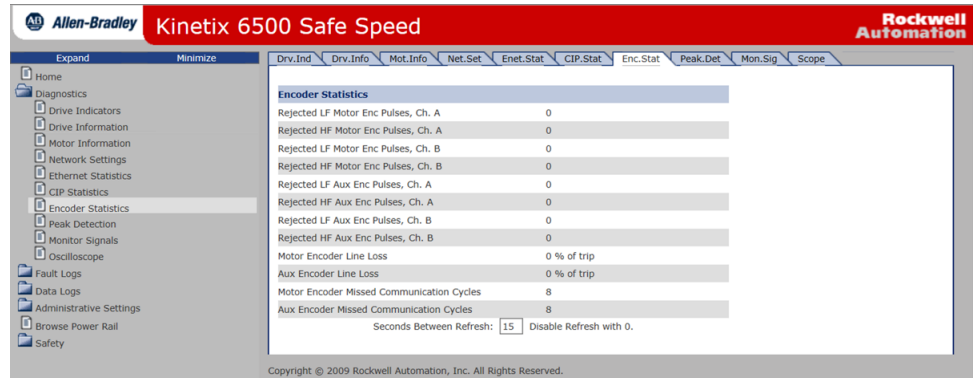 AB Allen-Bradley Kinetix 6500 Safe Speed Rockwell Automation
Expand Minimize
Home
Diagnostics
Drive Indicators
Drive Information
Motor Information
Network Settings
Ethernet Statistics
CIP Statistics
Encoder Statistics
Peak Detection
Monitor Signals
Oscilloscope
Fault Logs
Data Logs
Administrative Settings
Browse Power Rail
Safety
Drv.Ind Drv.Info Mot.Info Net.Set Enet.Stat CIP.Stat Enc.Stat Peak.Det Mon.Sig Scope
Encoder Statistics
Rejected LF Motor Enc Pulses, Ch. A 0
Rejected HF Motor Enc Pulses, Ch. A 0
Rejected LF Motor Enc Pulses, Ch. B 0
Rejected HF Motor Enc Pulses, Ch. B 0
Rejected LF Aux Enc Pulses, Ch. A 0
Rejected HF Aux Enc Pulses, Ch. A 0
Rejected LF Aux Enc Pulses, Ch. B 0
Rejected HF Aux Enc Pulses, Ch. B 0
Motor Encoder Line Loss 0 % of trip
Aux Encoder Line Loss 0 % of trip
Motor Encoder Missed Communication Cycles 8
Aux Encoder Missed Communication Cycles 8
Seconds Between Refresh: 15 Disable Refresh with 0.
Copyright © 2009 Rockwell Automation, Inc. All Rights Reserved.